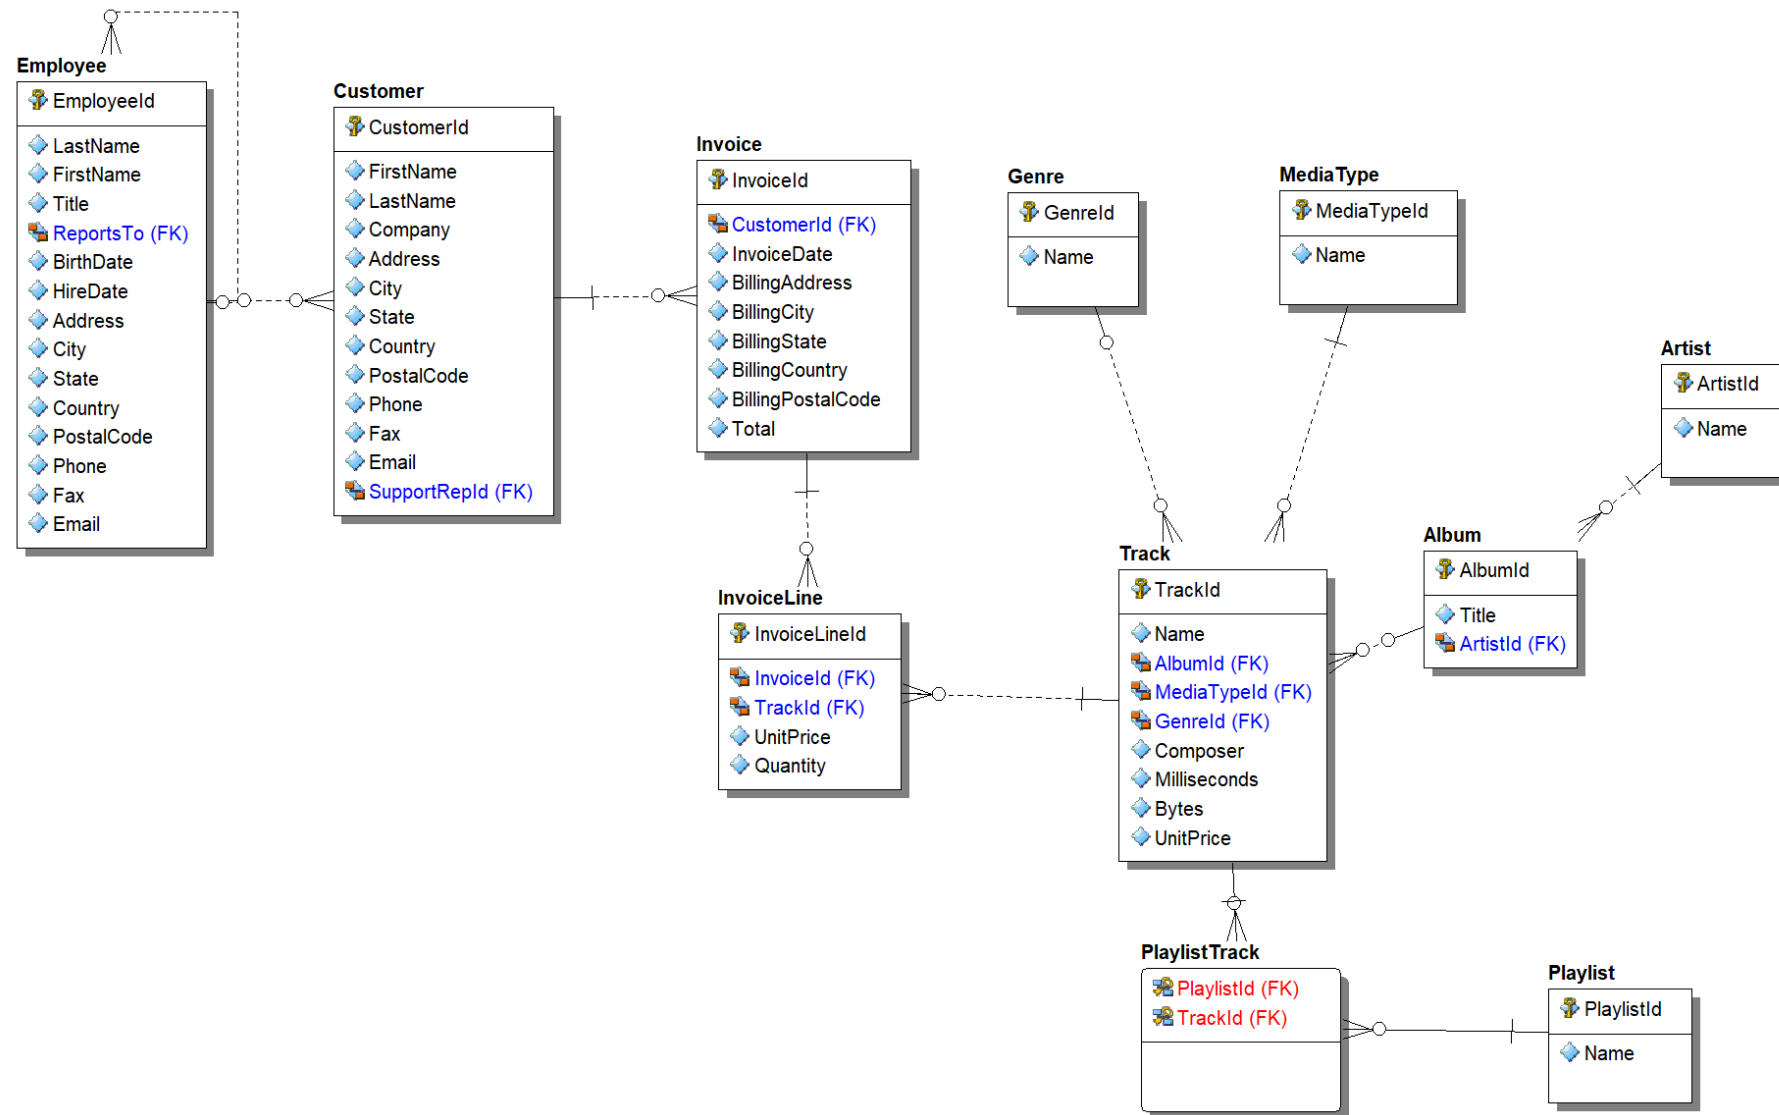 Employee
EmployeeId
LastName
FirstName
Title
ReportsTo (FK)
BirthDate
HireDate
Address
City
State
Country
PostalCode
Phone
Fax
Email
Customer
CustomerId
FirstName
LastName
Company
Address
City
State
Country
PostalCode
Phone
Fax
Email
SupportRepId (FK)
Invoice
InvoiceId
CustomerId (FK)
InvoiceDate
BillingAddress
BillingCity
BillingState
BillingCountry
BillingPostalCode
Total
Genre
GenreId
Name
MediaType
MediaTypeId
Name
Artist
ArtistId
Name
Album
AlbumId
Title
ArtistId (FK)
Track
TrackId
Name
AlbumId (FK)
MediaTypeId (FK)
GenreId (FK)
Composer
Milliseconds
Bytes
UnitPrice
InvoiceLine
InvoiceLineId
InvoiceId (FK)
TrackId (FK)
UnitPrice
Quantity
PlaylistTrack
PlaylistId (FK)
TrackId (FK)
Playlist
PlaylistId
Name